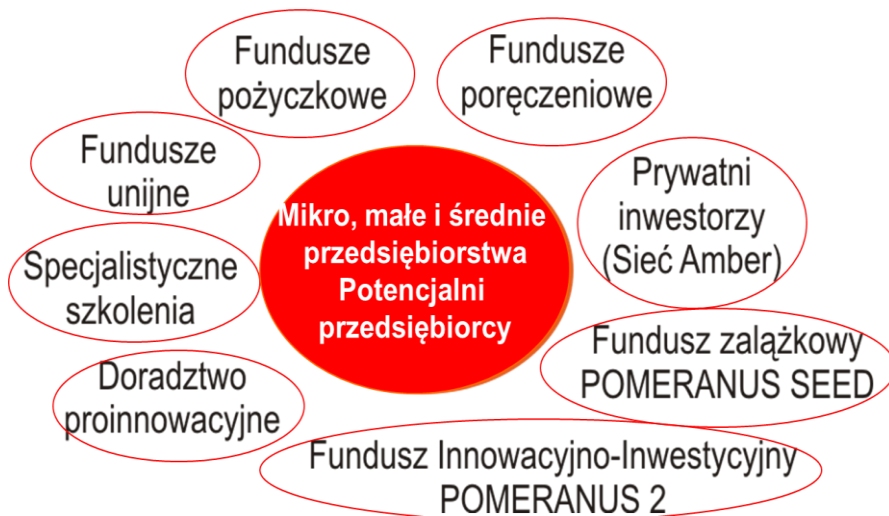 Fundusze
pożyczkowe
Fundusze
poręczeniowe
Fundusze
unijne
Prywatni
inwestorzy
(Sieć Amber)
Mikro, małe i średnie
przedsiębiorstwa
Potencjalni
przedsiębiorcy
Specjalistyczne
szkolenia
Fundusz zalążkowy
POMERANUS SEED
Doradztwo
proinnowacyjne
Fundusz Innowacyjno-Inwestycyjny
POMERANUS 2